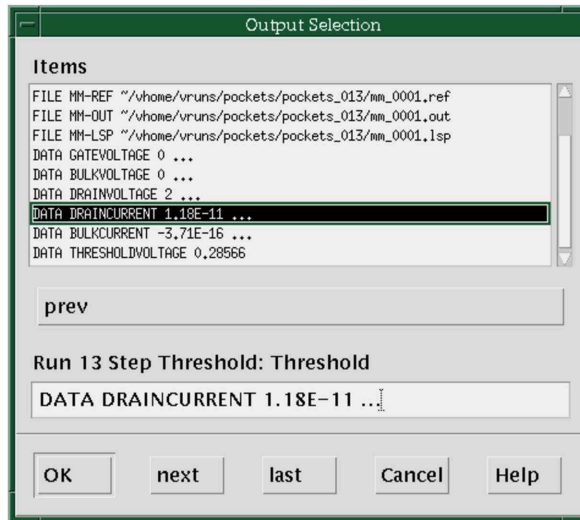 Output Selection
Items
FILE MM-REF "/vhome/vruns/pockets/pockets_013/mm_0001.ref
FILE MM-OUT "/vhome/vruns/pockets/pockets_013/mm_0001.out
FILE MM-LSP "/vhome/vruns/pockets/pockets_013/mm_0001.lsp
DATA GATEVOLTAGE 0 ...
DATA BULKVOLTAGE 0 ...
DATA DRAINVOLTAGE 2 ...
DATA DRAINCURRENT 1.18E-11 ...
DATA BULKCURRENT -3.71E-16 ...
DATA THRESHOLDVOLTAGE 0.28566
prev
Run 13 Step Threshold: Threshold
DATA DRAINCURRENT 1.18E-11 ...
OK next last Cancel Help